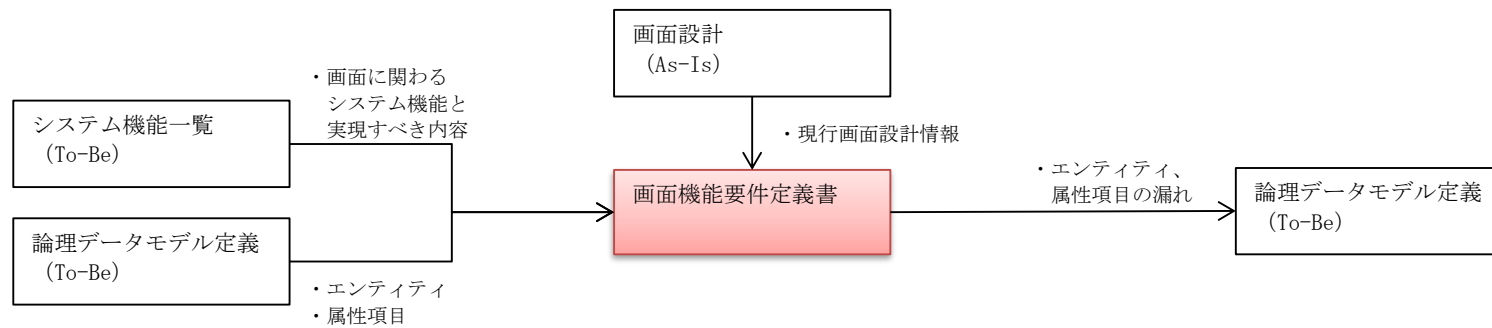 画面設計
（As-Is）
・画面に関わる
システム機能と
実現すべき内容
システム機能一覧
（To-Be）
・現行画面設計情報
画面機能要件定義書
・エンティティ、
属性項目の漏れ
論理データモデル定義
（To-Be）
論理データモデル定義
（To-Be）
・エンティティ
・属性項目